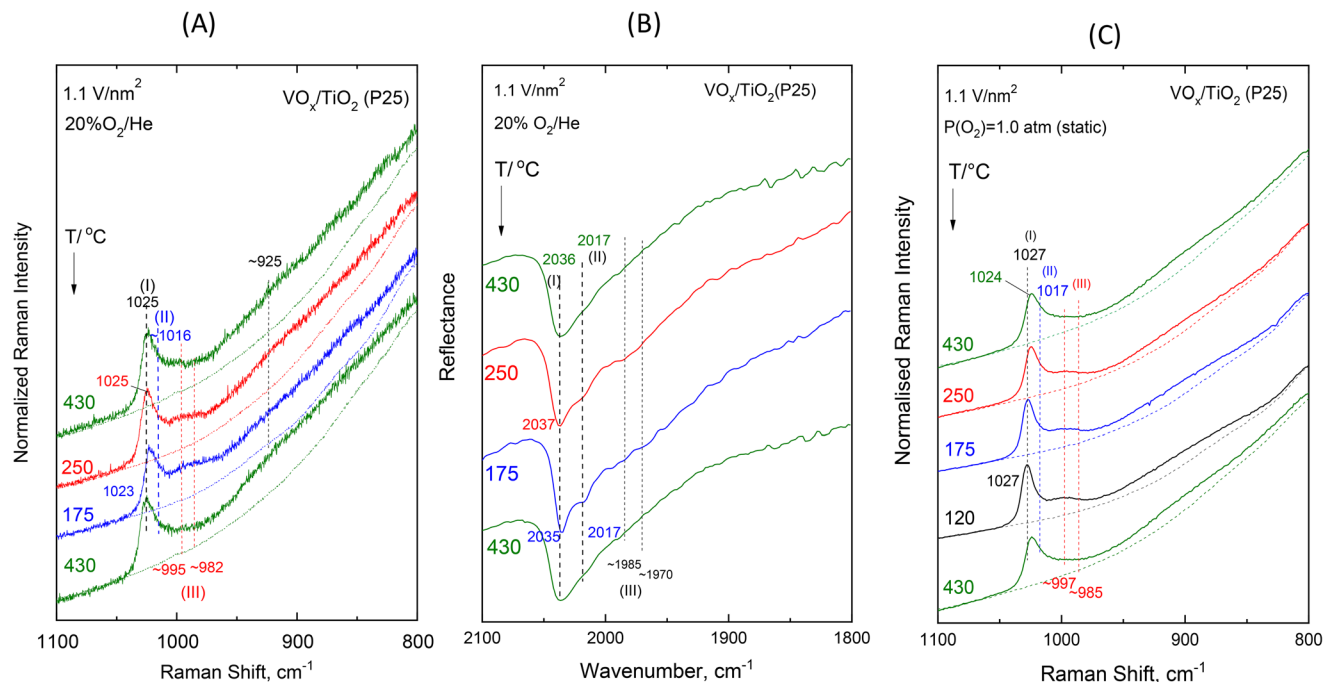 (A)
1.1 V/nm²
VOₓ/TiO₂ (P25)
20%O₂/He
T/ °C
~925
(I)
1025
(II)
1016
1025
430
250
1023
175
430
~995
~982
(III)
1100
1000
900
800
Normalized Raman Intensity
Raman Shift, cm⁻¹
(B)
1.1 V/nm²
VOₓ/TiO₂(P25)
20% O₂/He
T/ °C
2017
2036
(II)
(I)
430
250
2037
175
2035
2017
430
~1985
~1970
(III)
2100
2000
1900
1800
Reflectance
Wavenumber, cm⁻¹
(C)
1.1 V/nm²
VOₓ/TiO₂ (P25)
P(O₂)=1.0 atm (static)
T/°C
(I)
1027
(II)
1024
1017
(III)
430
250
175
1027
120
430
~997
~985
1100
1000
900
800
Normalised Raman Intensity
Raman Shift, cm⁻¹